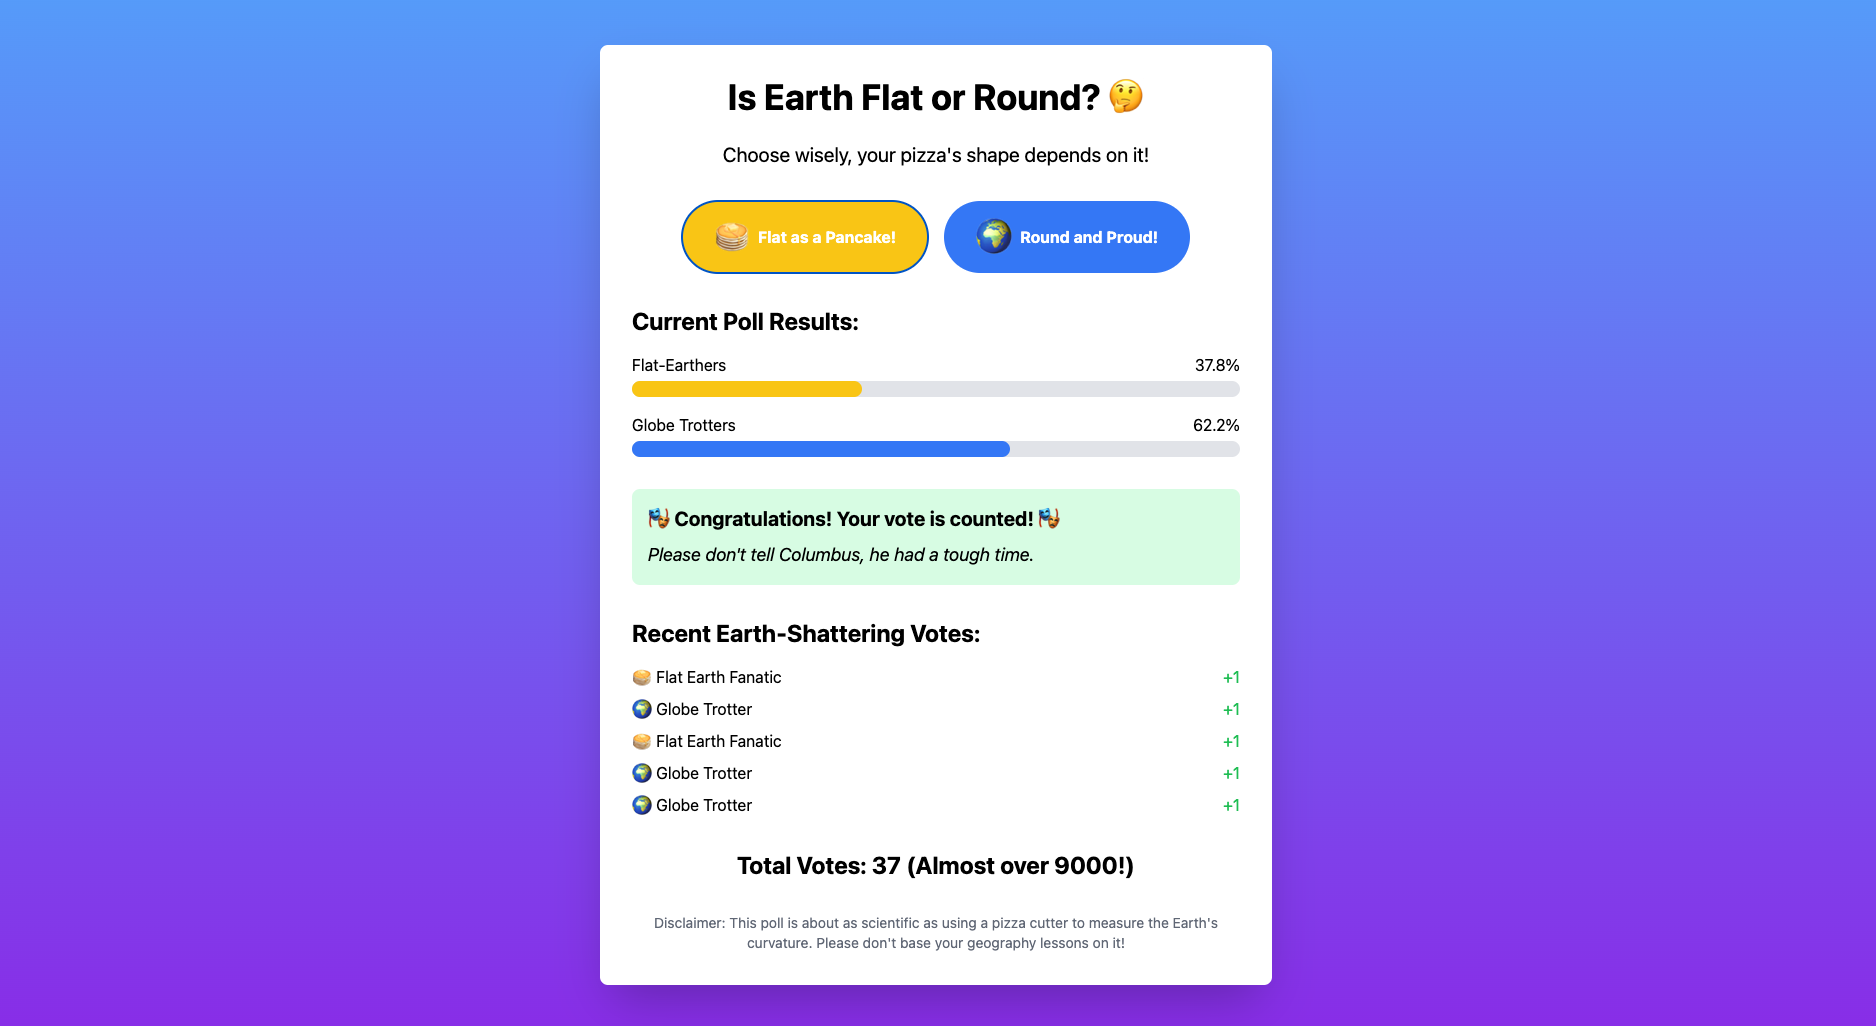 Is Earth Flat or Round? 🤔
Choose wisely, your pizza's shape depends on it!
🥞 Flat as a Pancake!
🌍 Round and Proud!
Current Poll Results:
Flat-Earthers 37.8%
Globe Trotters 62.2%
🎭 Congratulations! Your vote is counted! 🎭
Please don't tell Columbus, he had a tough time.
Recent Earth-Shattering Votes:
🥞 Flat Earth Fanatic +1
🌍 Globe Trotter +1
🥞 Flat Earth Fanatic +1
🌍 Globe Trotter +1
🌍 Globe Trotter +1
Total Votes: 37 (Almost over 9000!)
Disclaimer: This poll is about as scientific as using a pizza cutter to measure the Earth's
curvature. Please don't base your geography lessons on it!